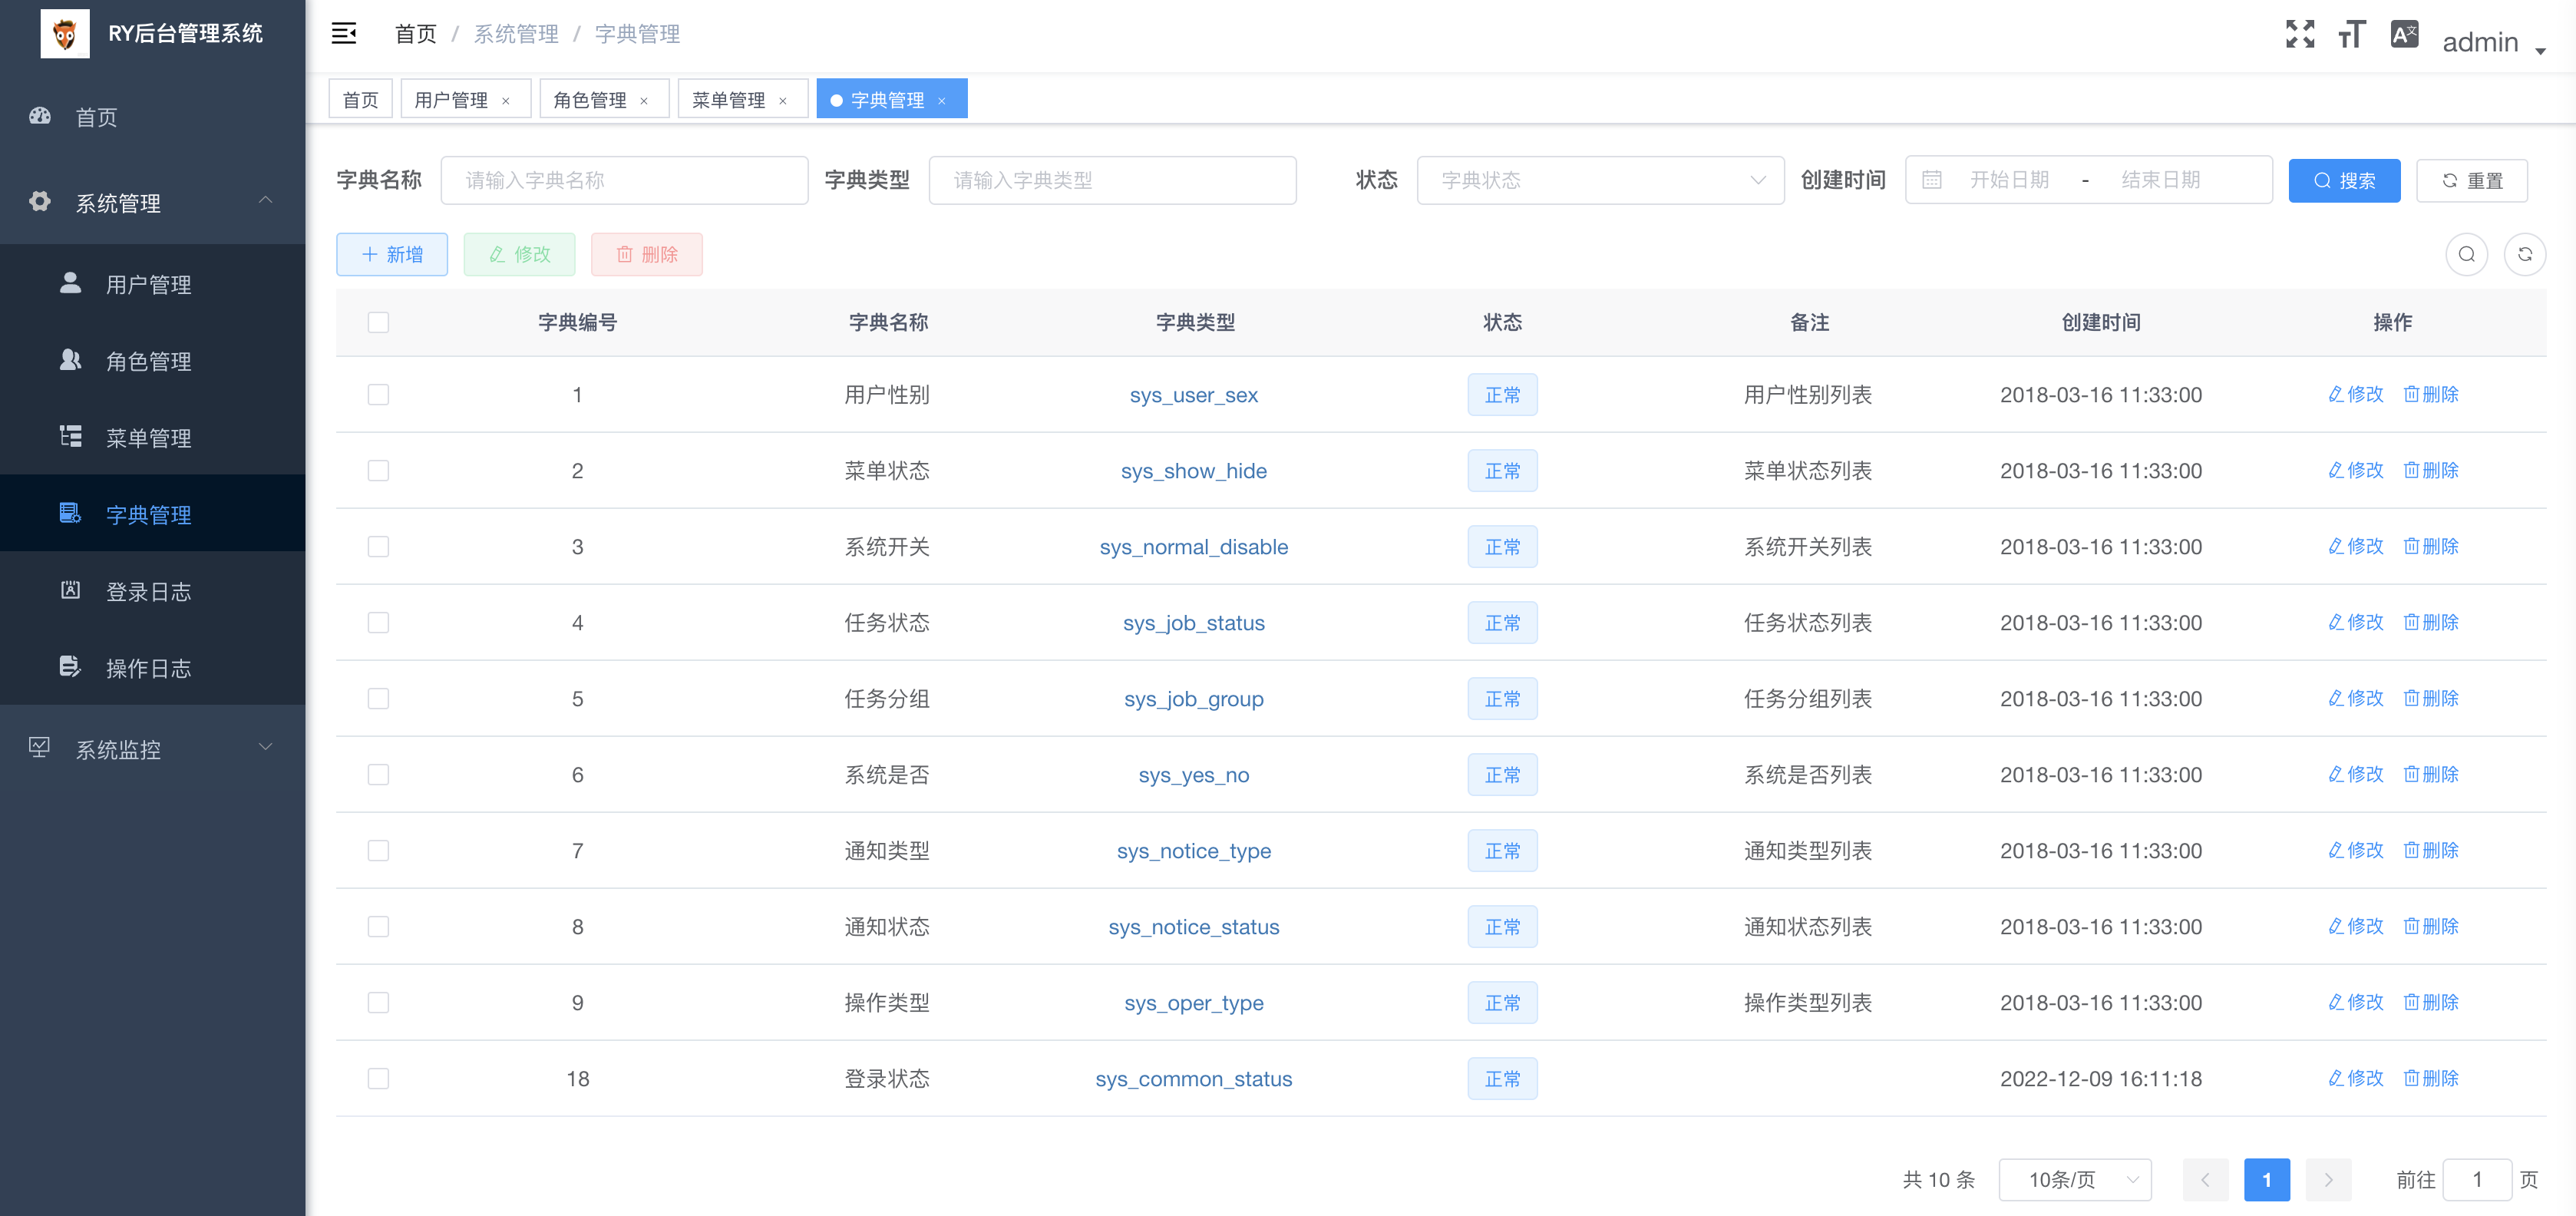 RY后台管理系统
首页
系统管理
用户管理
角色管理
菜单管理
字典管理
登录日志
操作日志
系统监控
首页 / 系统管理 / 字典管理
admin
首页 用户管理 × 角色管理 × 菜单管理 × 字典管理 ×
字典名称 请输入字典名称 字典类型 请输入字典类型 状态 字典状态 创建时间 开始日期 - 结束日期 搜索 重置
新增 修改 删除
字典编号 字典名称 字典类型 状态 备注 创建时间 操作
1 用户性别 sys_user_sex 正常 用户性别列表 2018-03-16 11:33:00 修改 删除
2 菜单状态 sys_show_hide 正常 菜单状态列表 2018-03-16 11:33:00 修改 删除
3 系统开关 sys_normal_disable 正常 系统开关列表 2018-03-16 11:33:00 修改 删除
4 任务状态 sys_job_status 正常 任务状态列表 2018-03-16 11:33:00 修改 删除
5 任务分组 sys_job_group 正常 任务分组列表 2018-03-16 11:33:00 修改 删除
6 系统是否 sys_yes_no 正常 系统是否列表 2018-03-16 11:33:00 修改 删除
7 通知类型 sys_notice_type 正常 通知类型列表 2018-03-16 11:33:00 修改 删除
8 通知状态 sys_notice_status 正常 通知状态列表 2018-03-16 11:33:00 修改 删除
9 操作类型 sys_oper_type 正常 操作类型列表 2018-03-16 11:33:00 修改 删除
18 登录状态 sys_common_status 正常 2022-12-09 16:11:18 修改 删除
共 10 条 10条/页 1 前往 1 页